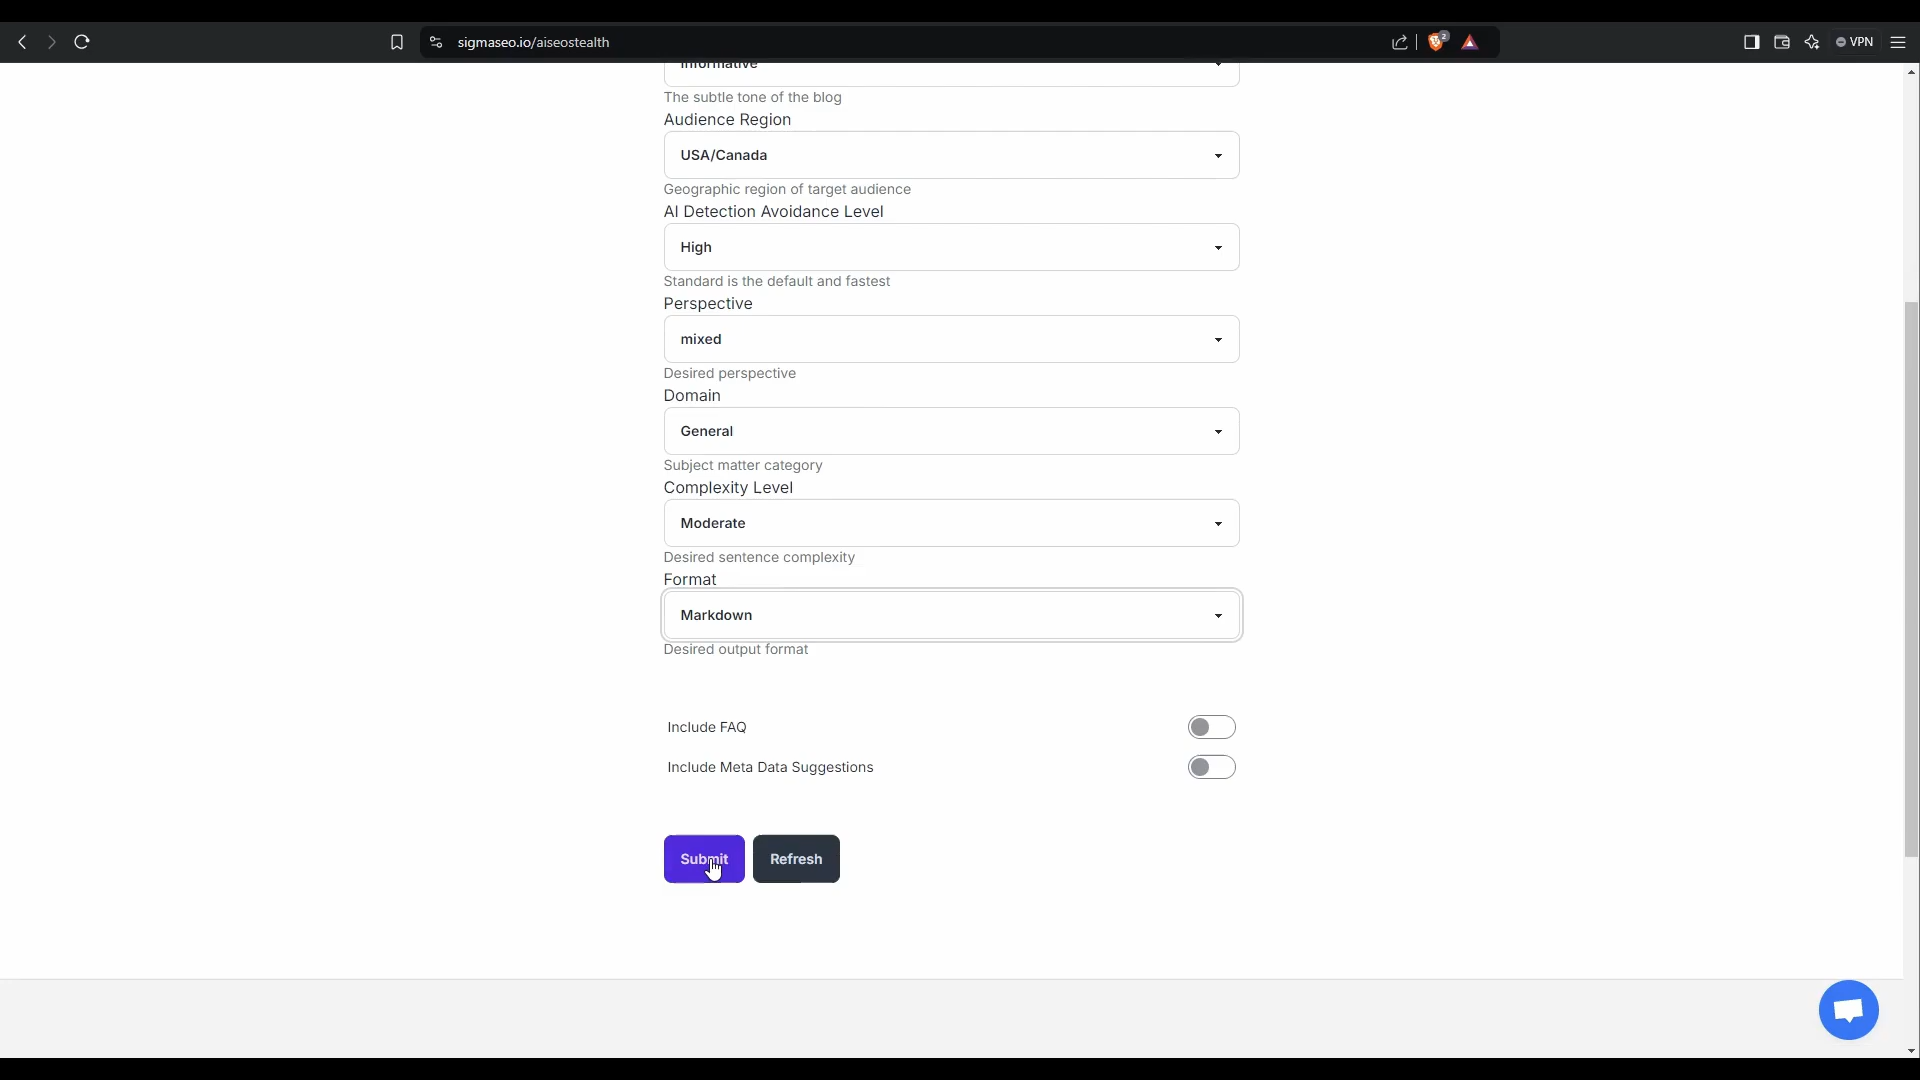 sigmaseo.io/aiseostealth
2
VPN
Informative
The subtle tone of the blog
Audience Region
USA/Canada
Geographic region of target audience
AI Detection Avoidance Level
High
Standard is the default and fastest
Perspective
mixed
Desired perspective
Domain
General
Subject matter category
Complexity Level
Moderate
Desired sentence complexity
Format
Markdown
Desired output format
Include FAQ
Include Meta Data Suggestions
Submit Refresh